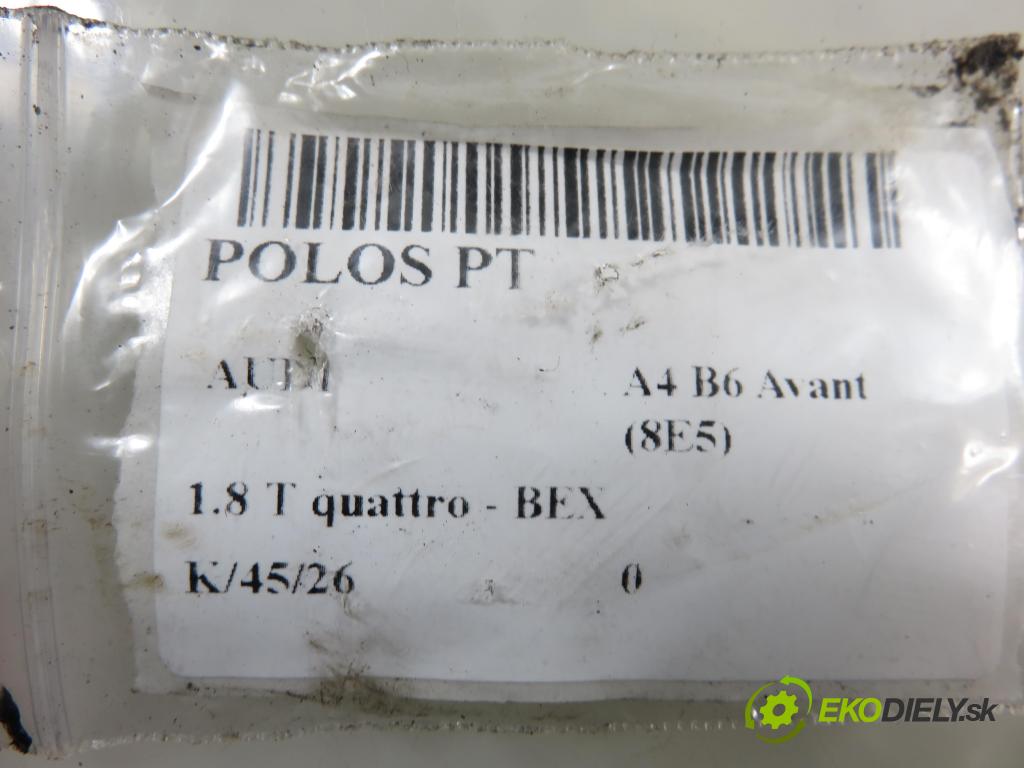 POLOS PT
AUDI A4 B6 Avant
(8E5)
1.8 T quattro - BEX
K/45/26 0
EKODIELY.sk